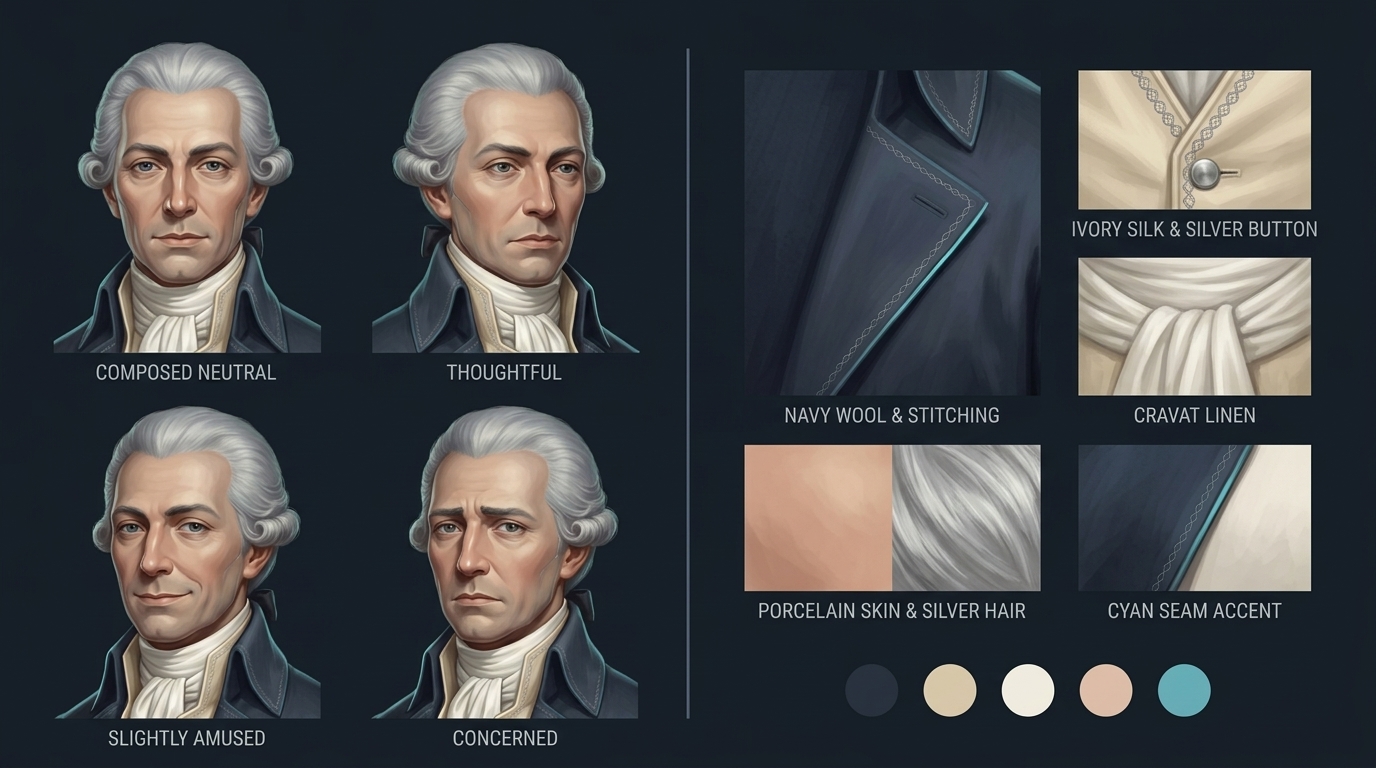 COMPOSED NEUTRAL
THOUGHTFUL
SLIGHTLY AMUSED
CONCERNED
NAVY WOOL & STITCHING
IVORY SILK & SILVER BUTTON
CRAVAT LINEN
PORCELAIN SKIN & SILVER HAIR
CYAN SEAM ACCENT